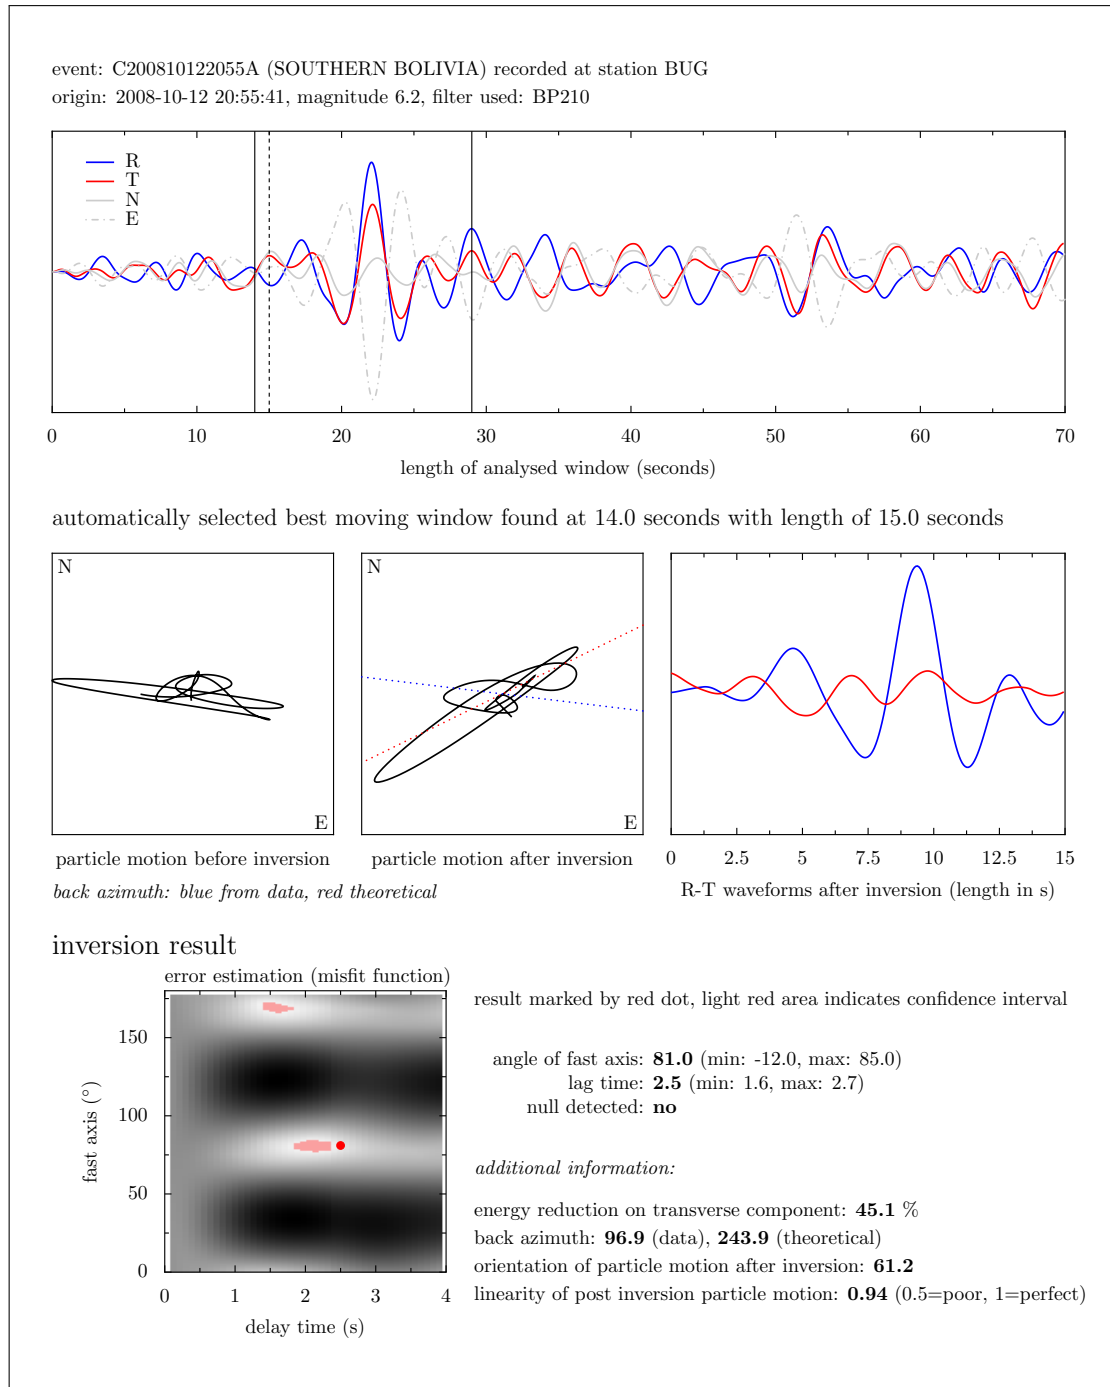 event: C200810122055A (SOUTHERN BOLIVIA) recorded at station BUG
origin: 2008-10-12 20:55:41, magnitude 6.2, filter used: BP210
R
T
N
E
0 10 20 30 40 50 60 70
length of analysed window (seconds)
automatically selected best moving window found at 14.0 seconds with length of 15.0 seconds
N
E
particle motion before inversion
N
E
particle motion after inversion
0 2.5 5 7.5 10 12.5 15
R-T waveforms after inversion (length in s)
back azimuth: blue from data, red theoretical
inversion result
error estimation (misfit function)
150
100
50
0
fast axis (°)
0 1 2 3 4
delay time (s)
result marked by red dot, light red area indicates confidence interval
angle of fast axis: 81.0 (min: -12.0, max: 85.0)
lag time: 2.5 (min: 1.6, max: 2.7)
null detected: no
additional information:
energy reduction on transverse component: 45.1 %
back azimuth: 96.9 (data), 243.9 (theoretical)
orientation of particle motion after inversion: 61.2
linearity of post inversion particle motion: 0.94 (0.5=poor, 1=perfect)